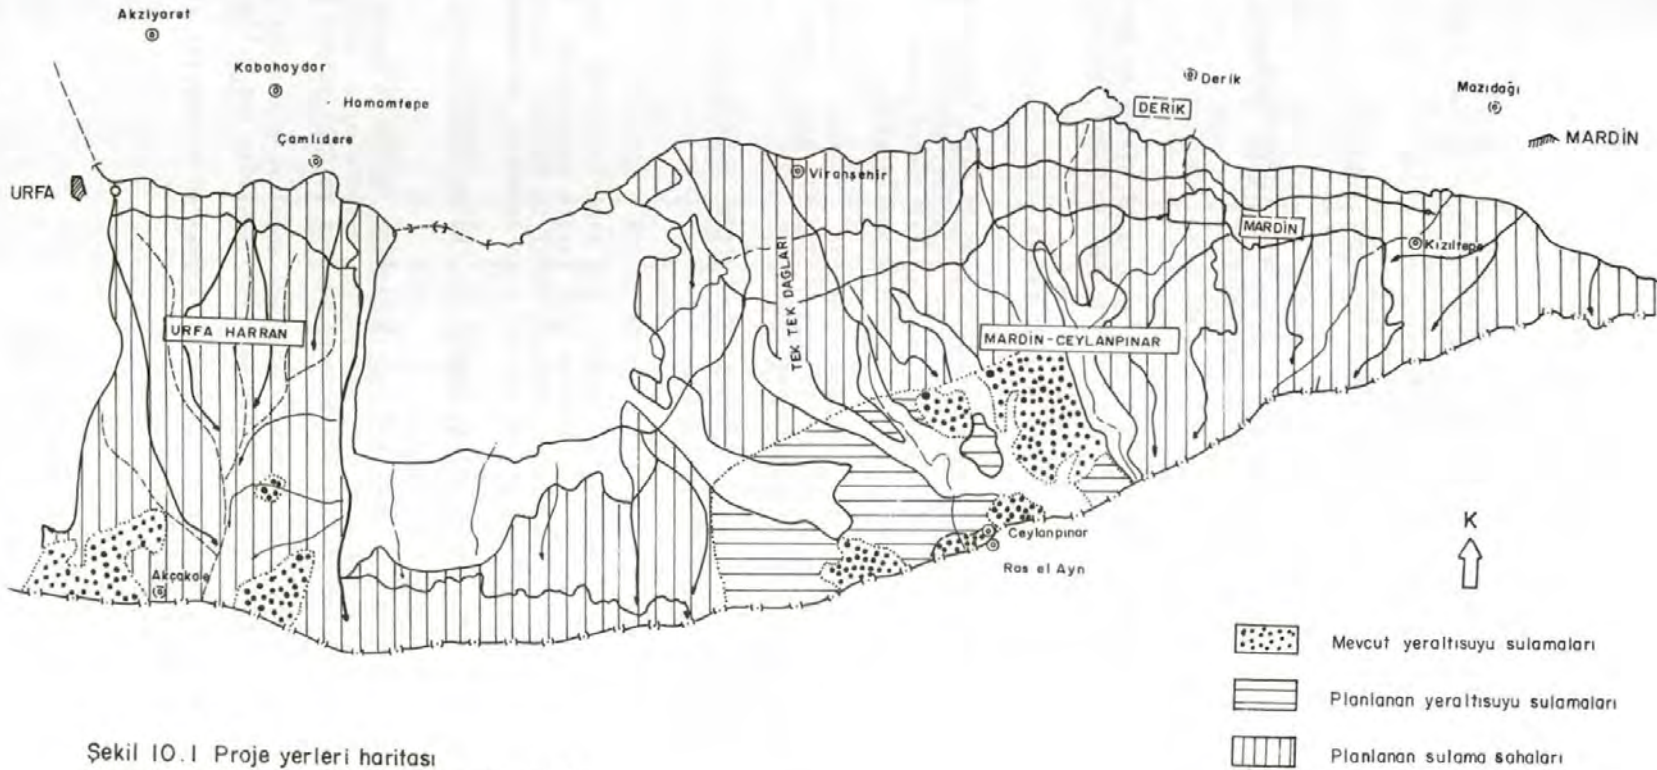 Akziyaret
Kabahaydar
Hamamtepe
Çamlıdere
URFA
Derik
DERİK
Mazıdağı
MARDİN
Viranşehir
MARDİN
Kızıltepe
TEK TEK DAĞLARI
URFA HARRAN
MARDİN-CEYLANPINAR
Akçakale
Ceylanpınar
Ras el Ayn
K
Mevcut yeraltısuyu sulamaları
Planlanan yeraltısuyu sulamaları
Planlanan sulama sahaları
Şekil 10.1 Proje yerleri haritası